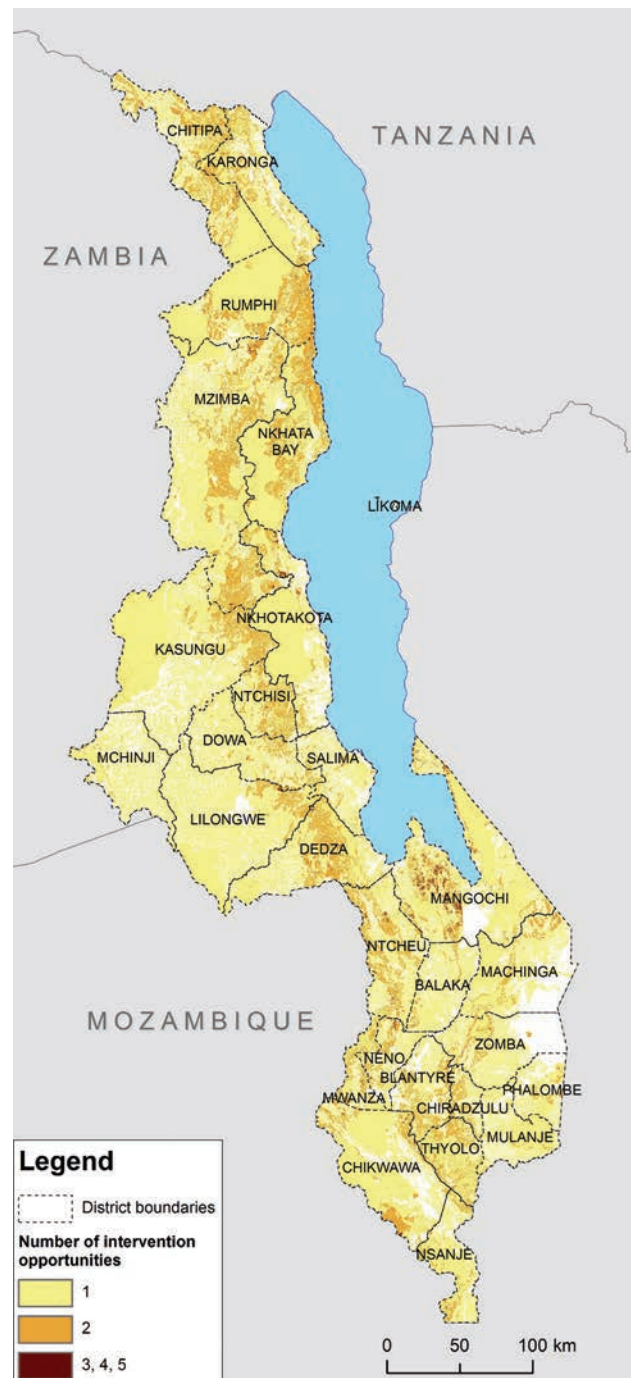 TANZANIA
CHITIPA
KARONGA
ZAMBIA
RUMPHI
MZIMBA
NKHATA
BAY
LIKOMA
NKHOTAKOTA
KASUNGU
NTCHISI
DOWA
SALIMA
MCHINJI
LILONGWE
DEDZA
MANGOCHI
NTCHEU
MACHINGA
BALAKA
MOZAMBIQUE
ZOMBA
NENO
BLANTYRE
PHALOMBE
MWANZA
CHIRADZULU
MULANJE
THYOLO
CHIKWAWA
NSANJE
Legend
District boundaries
Number of intervention
opportunities
1
2
3, 4, 5
0 50 100 km